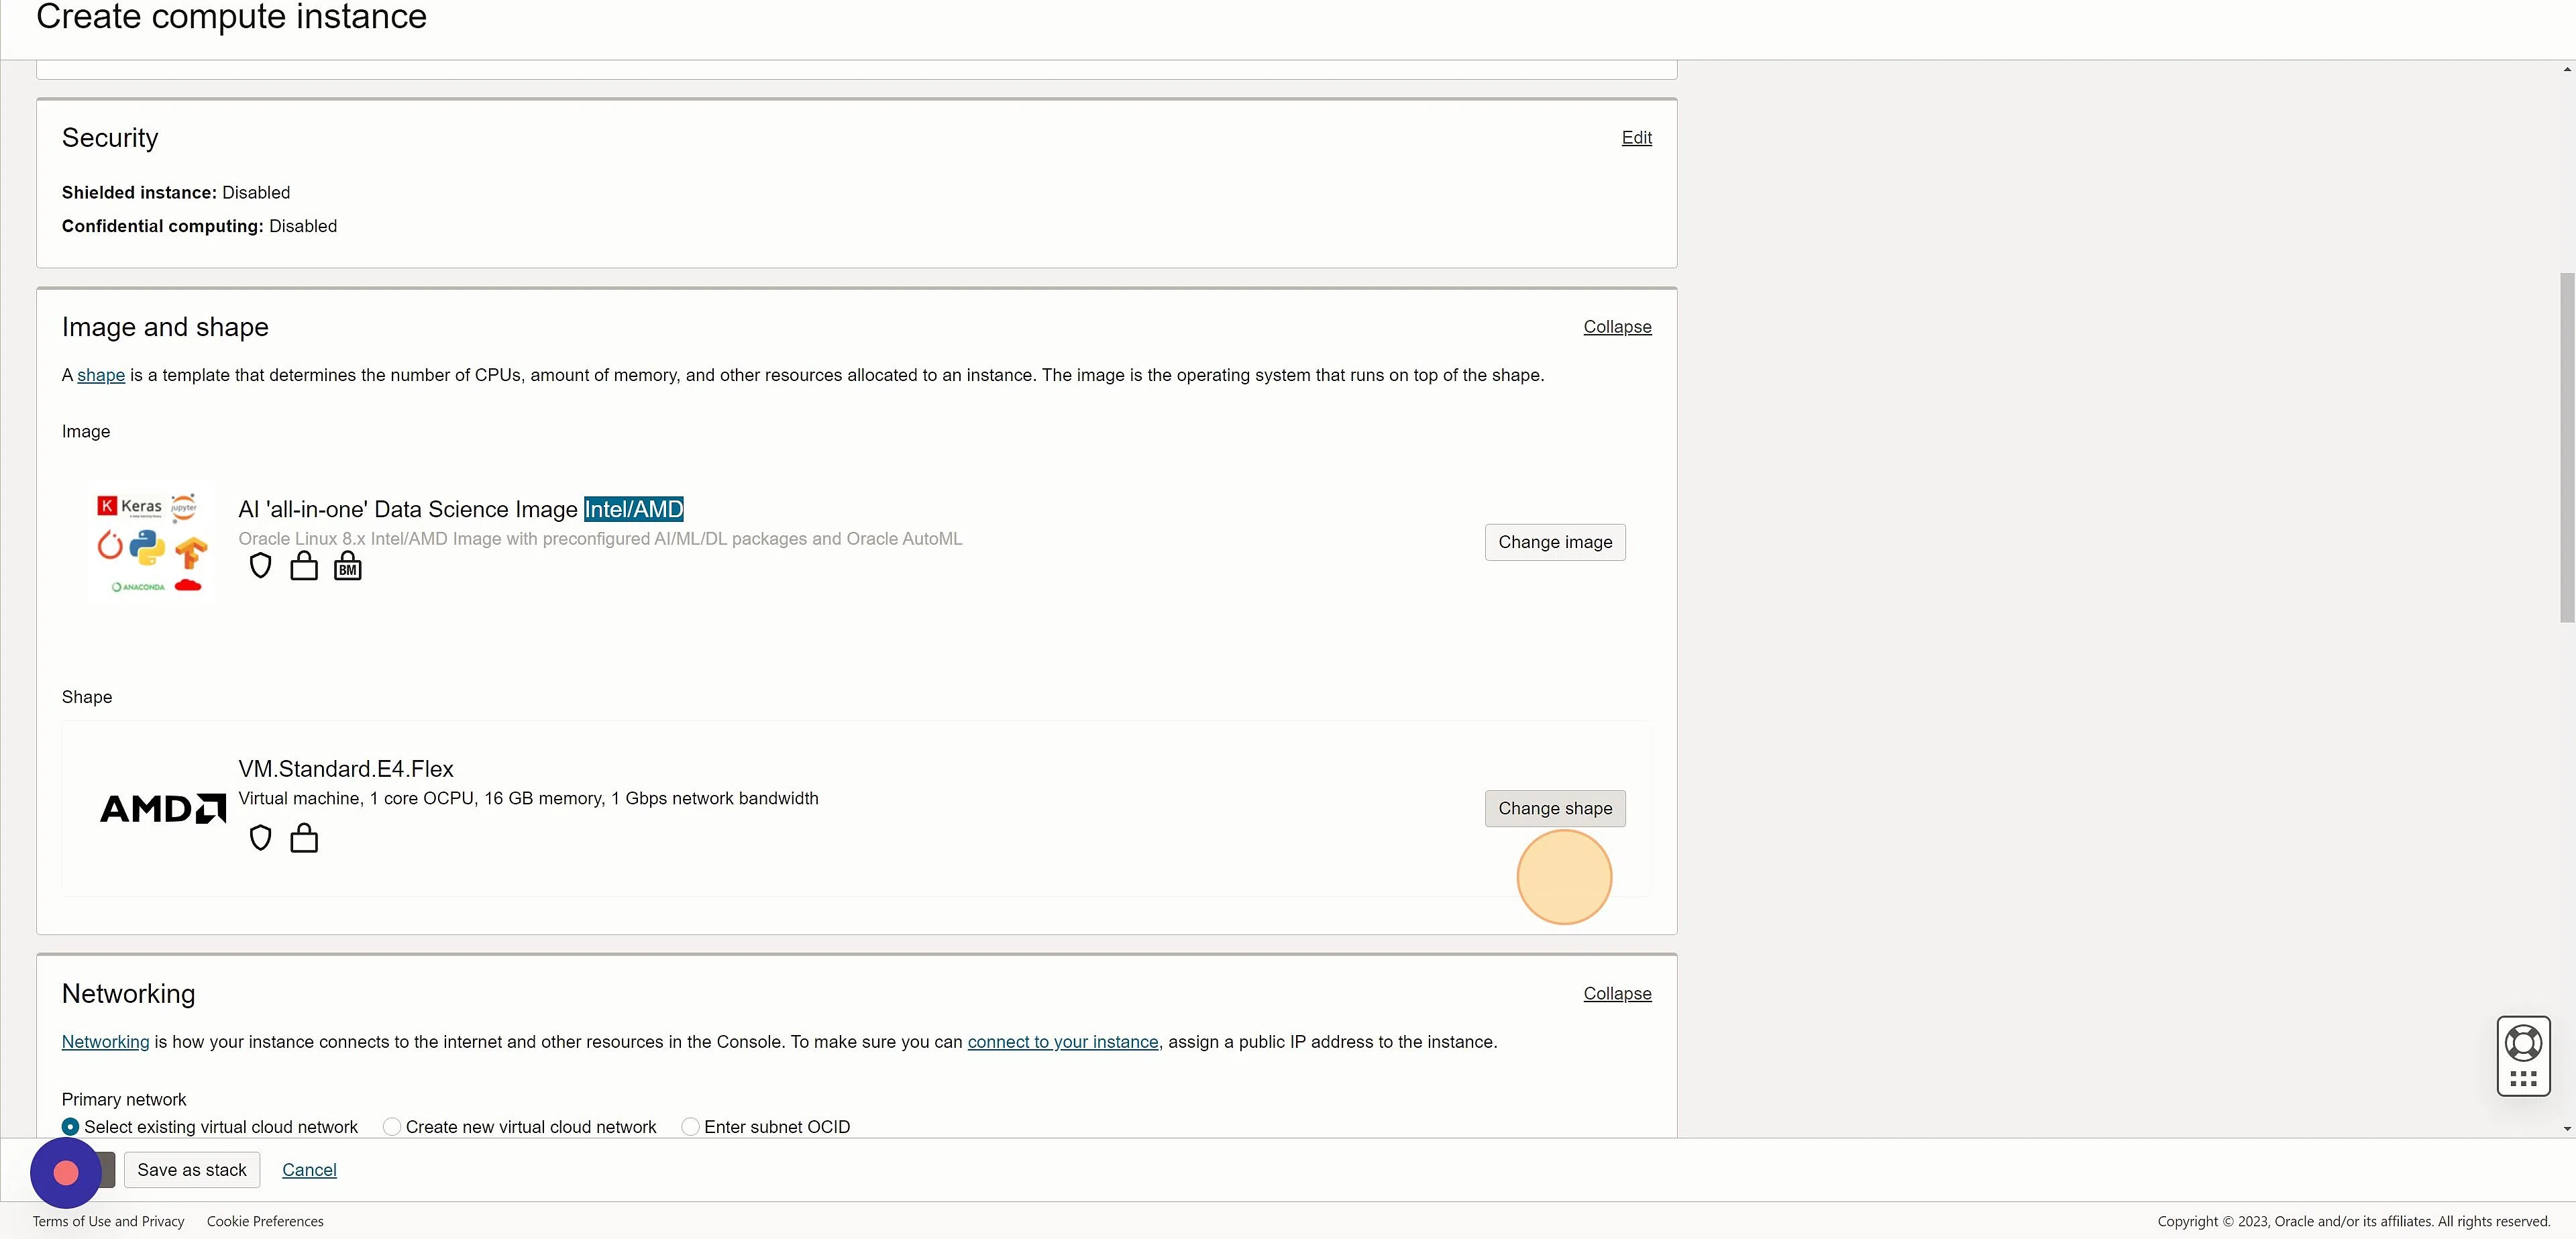 Create compute instance
Security
Edit
Shielded instance: Disabled
Confidential computing: Disabled
Image and shape
Collapse
A shape is a template that determines the number of CPUs, amount of memory, and other resources allocated to an instance. The image is the operating system that runs on top of the shape.
Image
K Keras
jupyter
ANACONDA
AI 'all-in-one' Data Science Image Intel/AMD
Oracle Linux 8.x Intel/AMD Image with preconfigured AI/ML/DL packages and Oracle AutoML
BM
Change image
Shape
AMD
VM.Standard.E4.Flex
Virtual machine, 1 core OCPU, 16 GB memory, 1 Gbps network bandwidth
Change shape
Networking
Collapse
Networking is how your instance connects to the internet and other resources in the Console. To make sure you can connect to your instance, assign a public IP address to the instance.
Primary network
Select existing virtual cloud network
Create new virtual cloud network
Enter subnet OCID
Save as stack
Cancel
Terms of Use and Privacy
Cookie Preferences
Copyright © 2023, Oracle and/or its affiliates. All rights reserved.